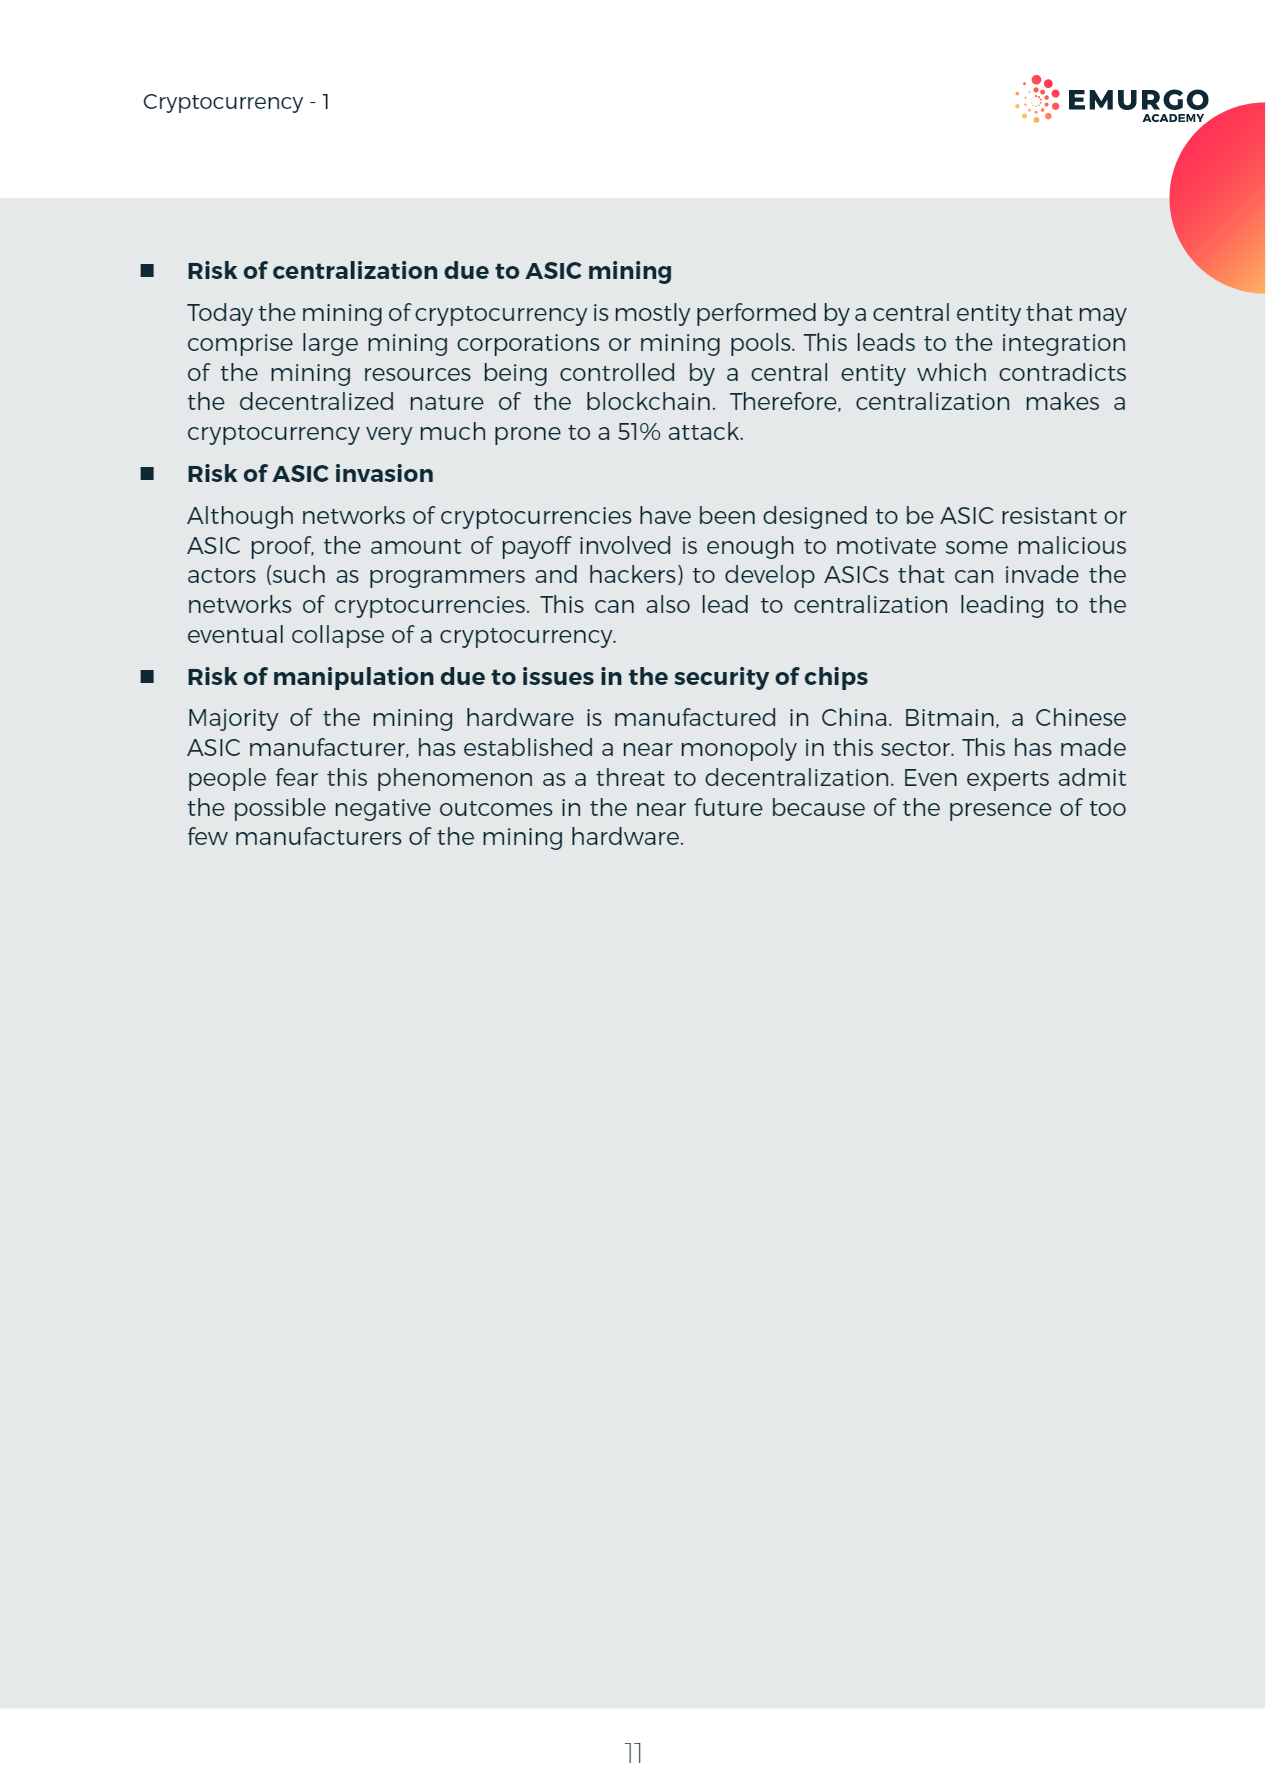 Cryptocurrency - 1
EMURGO
ACADEMY
■ Risk of centralization due to ASIC mining
Today the mining of cryptocurrency is mostly performed by a central entity that may
comprise large mining corporations or mining pools. This leads to the integration
of the mining resources being controlled by a central entity which contradicts
the decentralized nature of the blockchain. Therefore, centralization makes a
cryptocurrency very much prone to a 51% attack.
■ Risk of ASIC invasion
Although networks of cryptocurrencies have been designed to be ASIC resistant or
ASIC proof, the amount of payoff involved is enough to motivate some malicious
actors (such as programmers and hackers) to develop ASICs that can invade the
networks of cryptocurrencies. This can also lead to centralization leading to the
eventual collapse of a cryptocurrency.
■ Risk of manipulation due to issues in the security of chips
Majority of the mining hardware is manufactured in China. Bitmain, a Chinese
ASIC manufacturer, has established a near monopoly in this sector. This has made
people fear this phenomenon as a threat to decentralization. Even experts admit
the possible negative outcomes in the near future because of the presence of too
few manufacturers of the mining hardware.
11